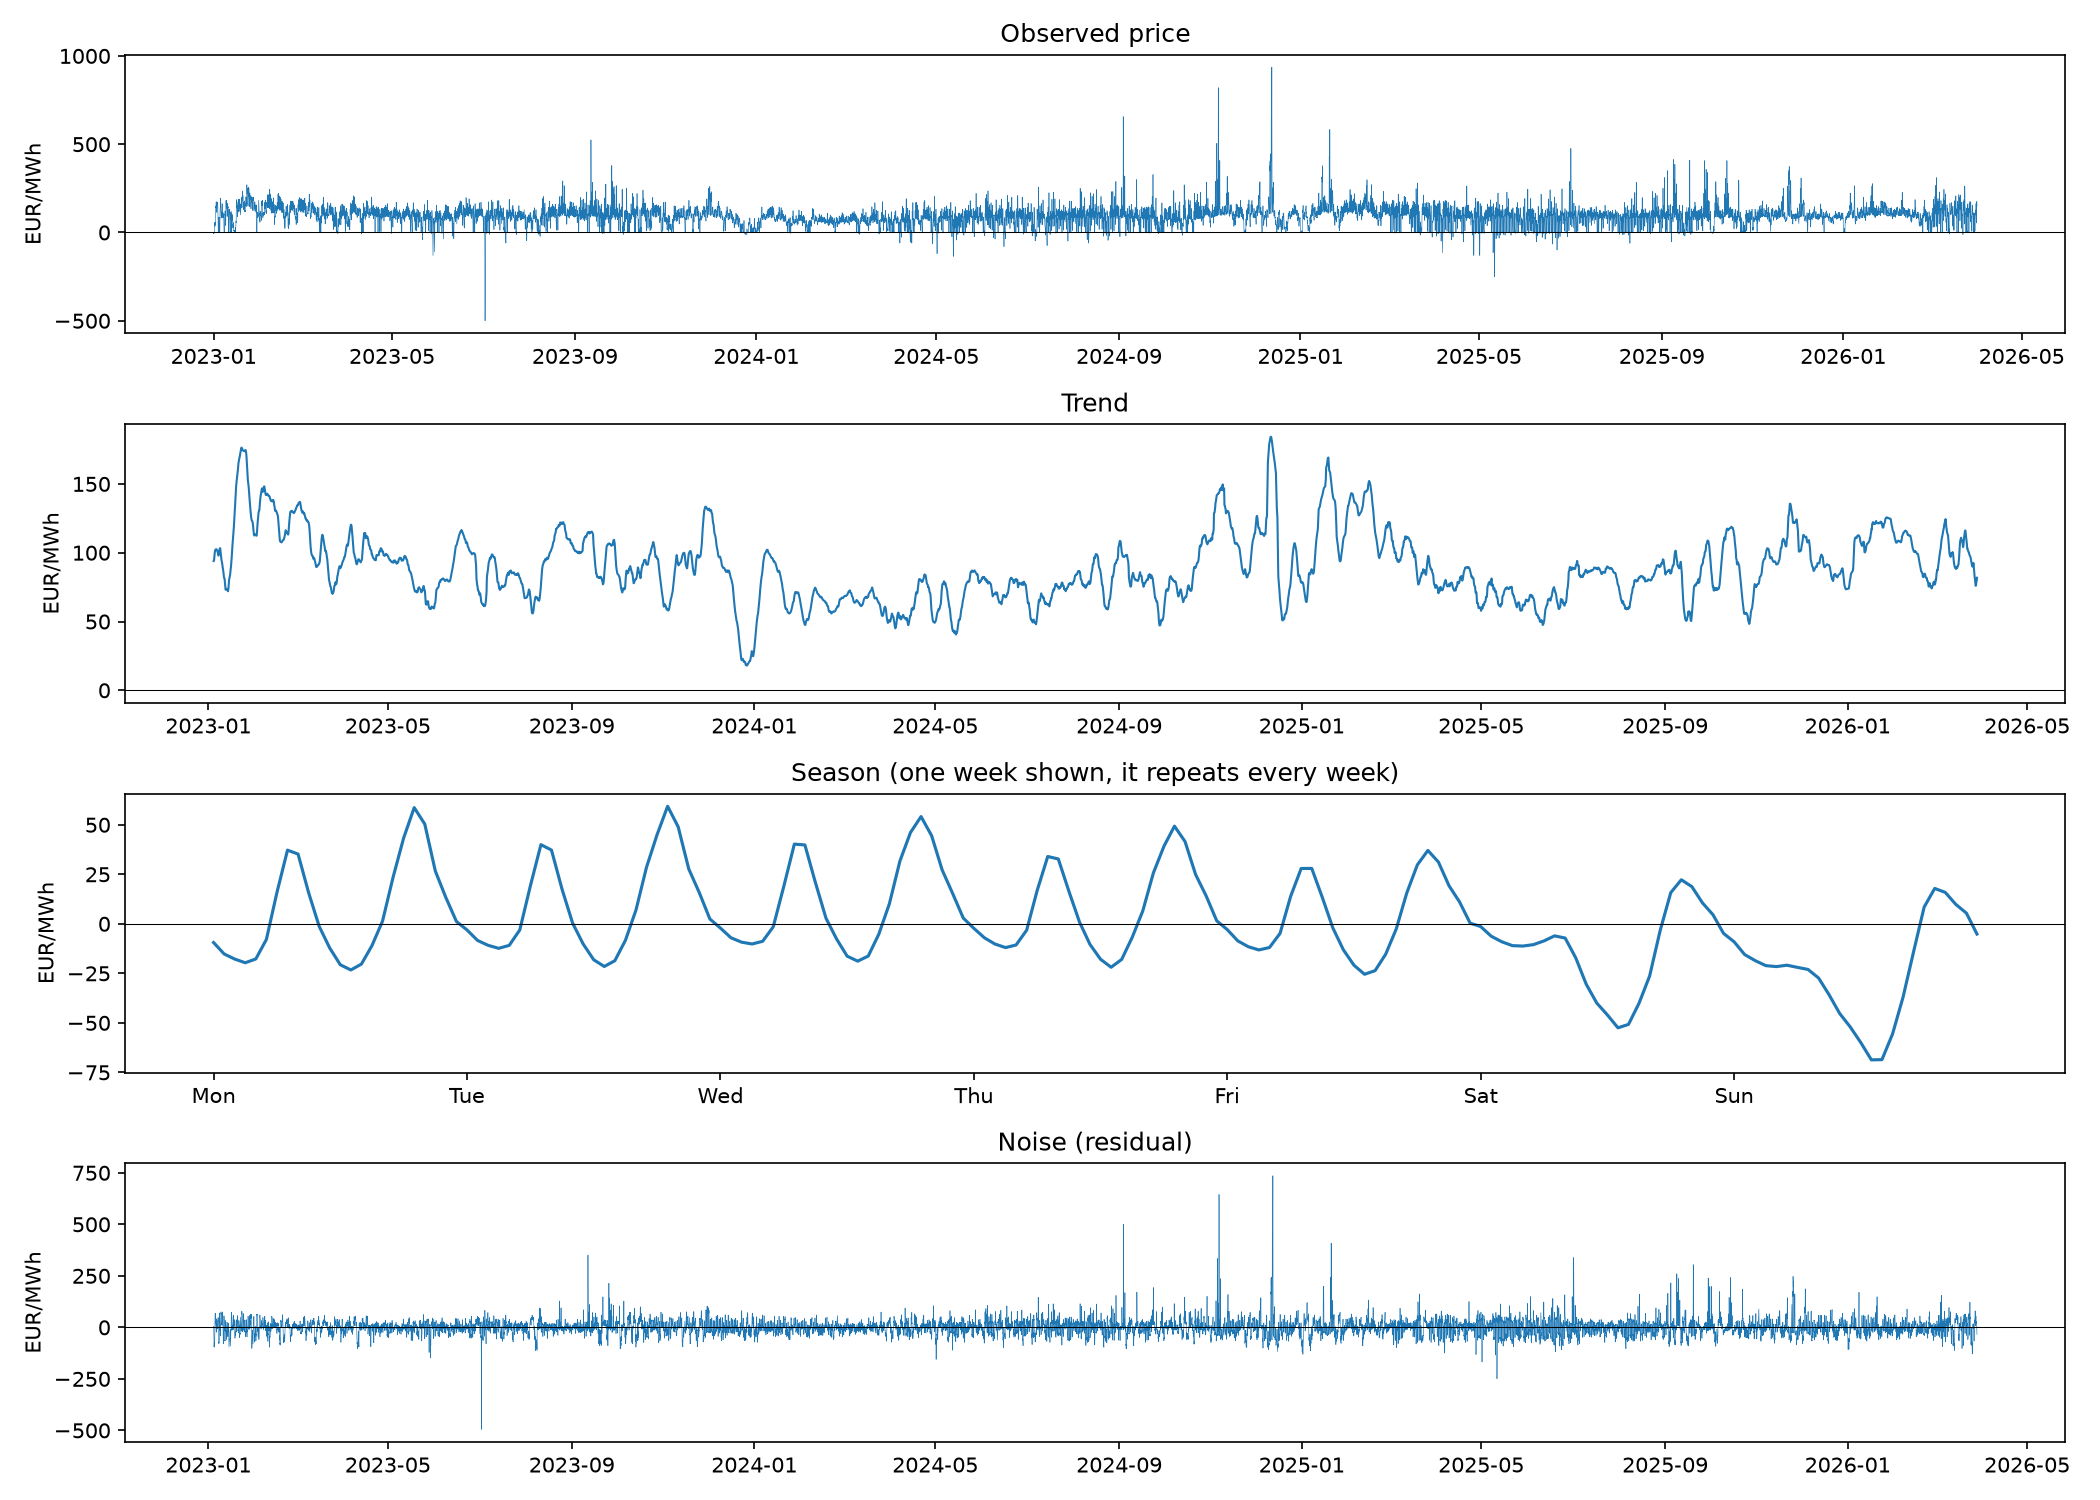 Observed price
EUR/MWh
1000
500
0
−500
2023-01 2023-05 2023-09 2024-01 2024-05 2024-09 2025-01 2025-05 2025-09 2026-01 2026-05
Trend
EUR/MWh
150
100
50
0
2023-01 2023-05 2023-09 2024-01 2024-05 2024-09 2025-01 2025-05 2025-09 2026-01 2026-05
Season (one week shown, it repeats every week)
EUR/MWh
50
25
0
−25
−50
−75
Mon Tue Wed Thu Fri Sat Sun
Noise (residual)
EUR/MWh
750
500
250
0
−250
−500
2023-01 2023-05 2023-09 2024-01 2024-05 2024-09 2025-01 2025-05 2025-09 2026-01 2026-05